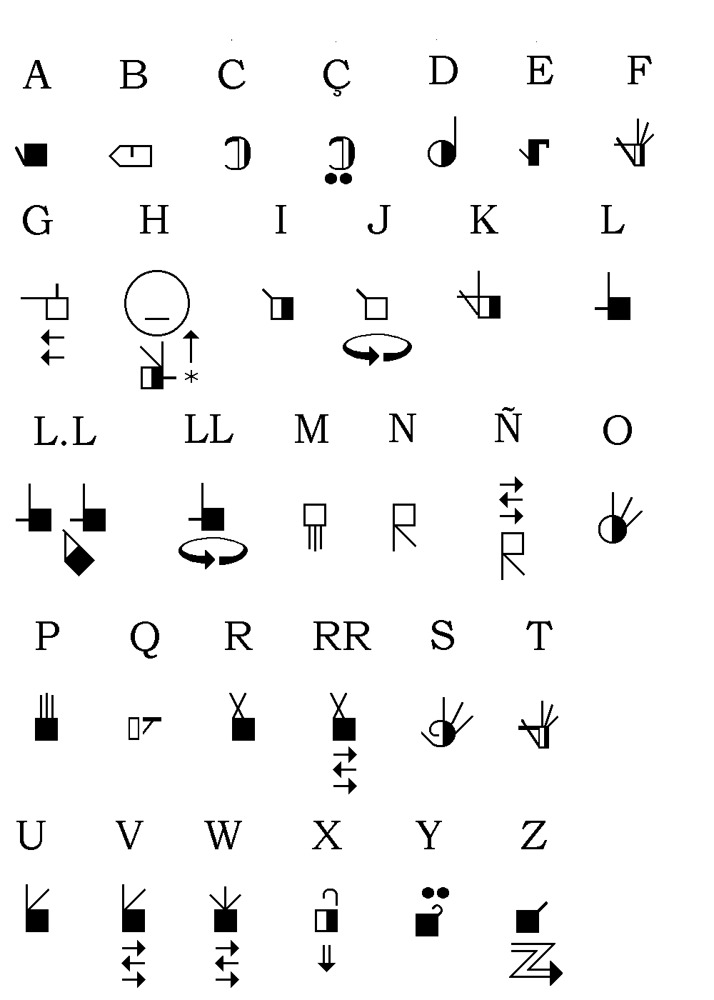 A B C Ç D E F
G H I J K L
L.L LL M N Ñ O
P Q R RR S T
U V W X Y Z